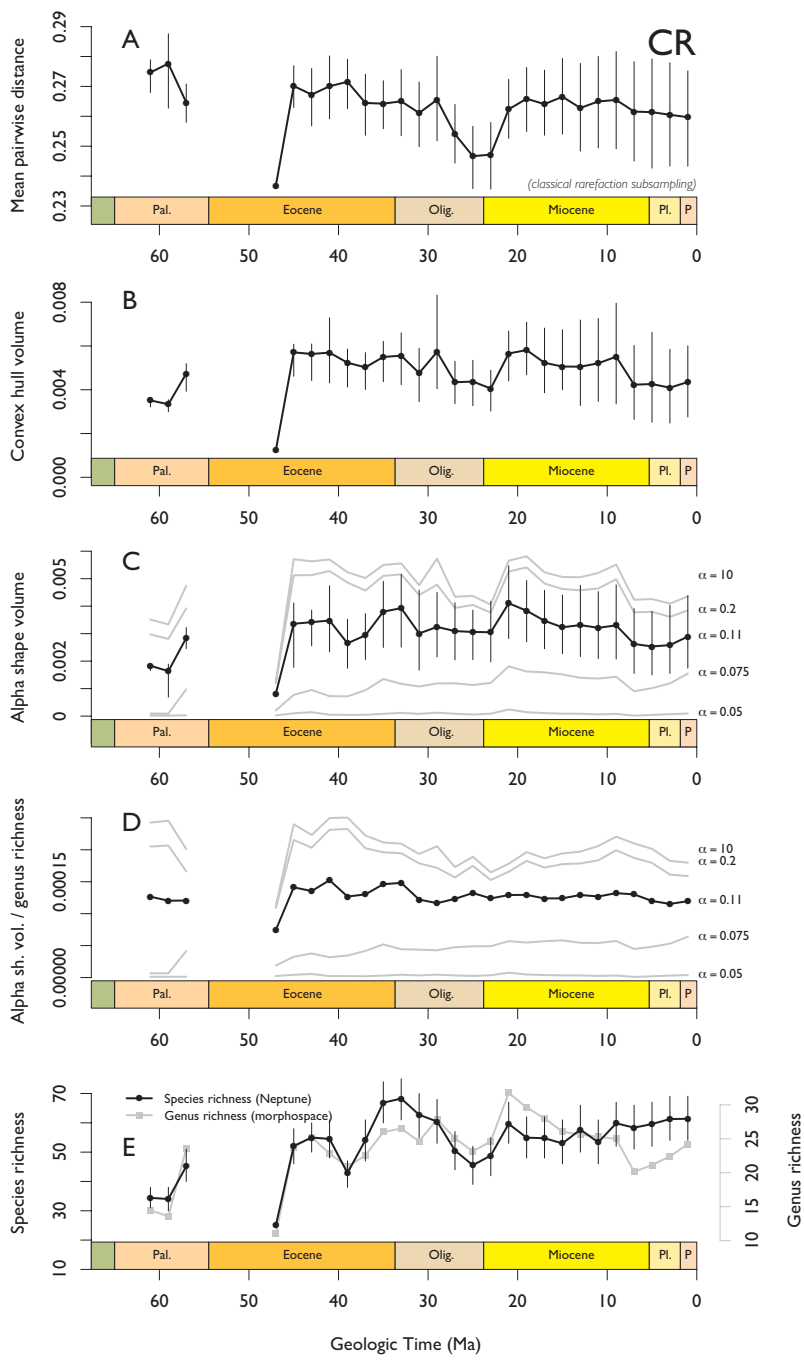 A
CR
Mean pairwise distance
0.29
0.27
0.25
0.23
(classical rarefaction subsampling)
Pal.
Eocene
Olig.
Miocene
Pl.
P
60 50 40 30 20 10 0
B
Convex hull volume
0.008
0.004
0.000
Pal.
Eocene
Olig.
Miocene
Pl.
P
60 50 40 30 20 10 0
C
Alpha shape volume
0.005
0.002
0
α = 10
α = 0.2
α = 0.11
α = 0.075
α = 0.05
Pal.
Eocene
Olig.
Miocene
Pl.
P
60 50 40 30 20 10 0
D
Alpha sh. vol. / genus richness
0.00015
0.00000
α = 10
α = 0.2
α = 0.11
α = 0.075
α = 0.05
Pal.
Eocene
Olig.
Miocene
Pl.
P
60 50 40 30 20 10 0
Species richness (Neptune)
Genus richness (morphospace)
E
Species richness
70
50
30
10
Genus richness
30
25
20
15
10
Pal.
Eocene
Olig.
Miocene
Pl.
P
60 50 40 30 20 10 0
Geologic Time (Ma)